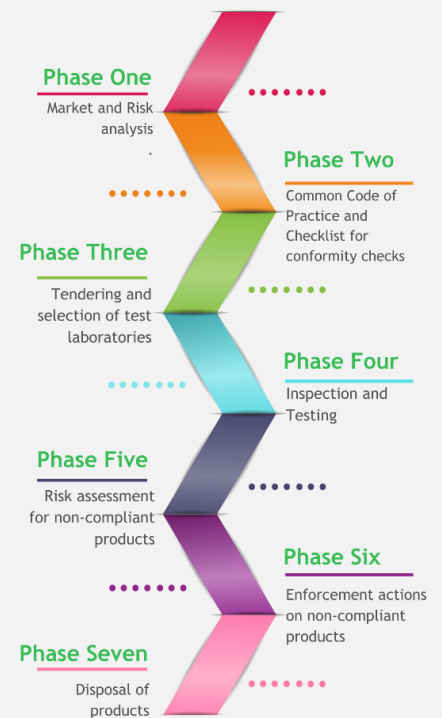 Phase One
Market and Risk
analysis
.
Phase Two
Common Code of
Practice and
Checklist for
conformity checks
Phase Three
Tendering and
selection of test
laboratories
Phase Four
Inspection and
Testing
Phase Five
Risk assessment
for non-compliant
products
Phase Six
Enforcement actions
on non-compliant
products
Phase Seven
Disposal of
products